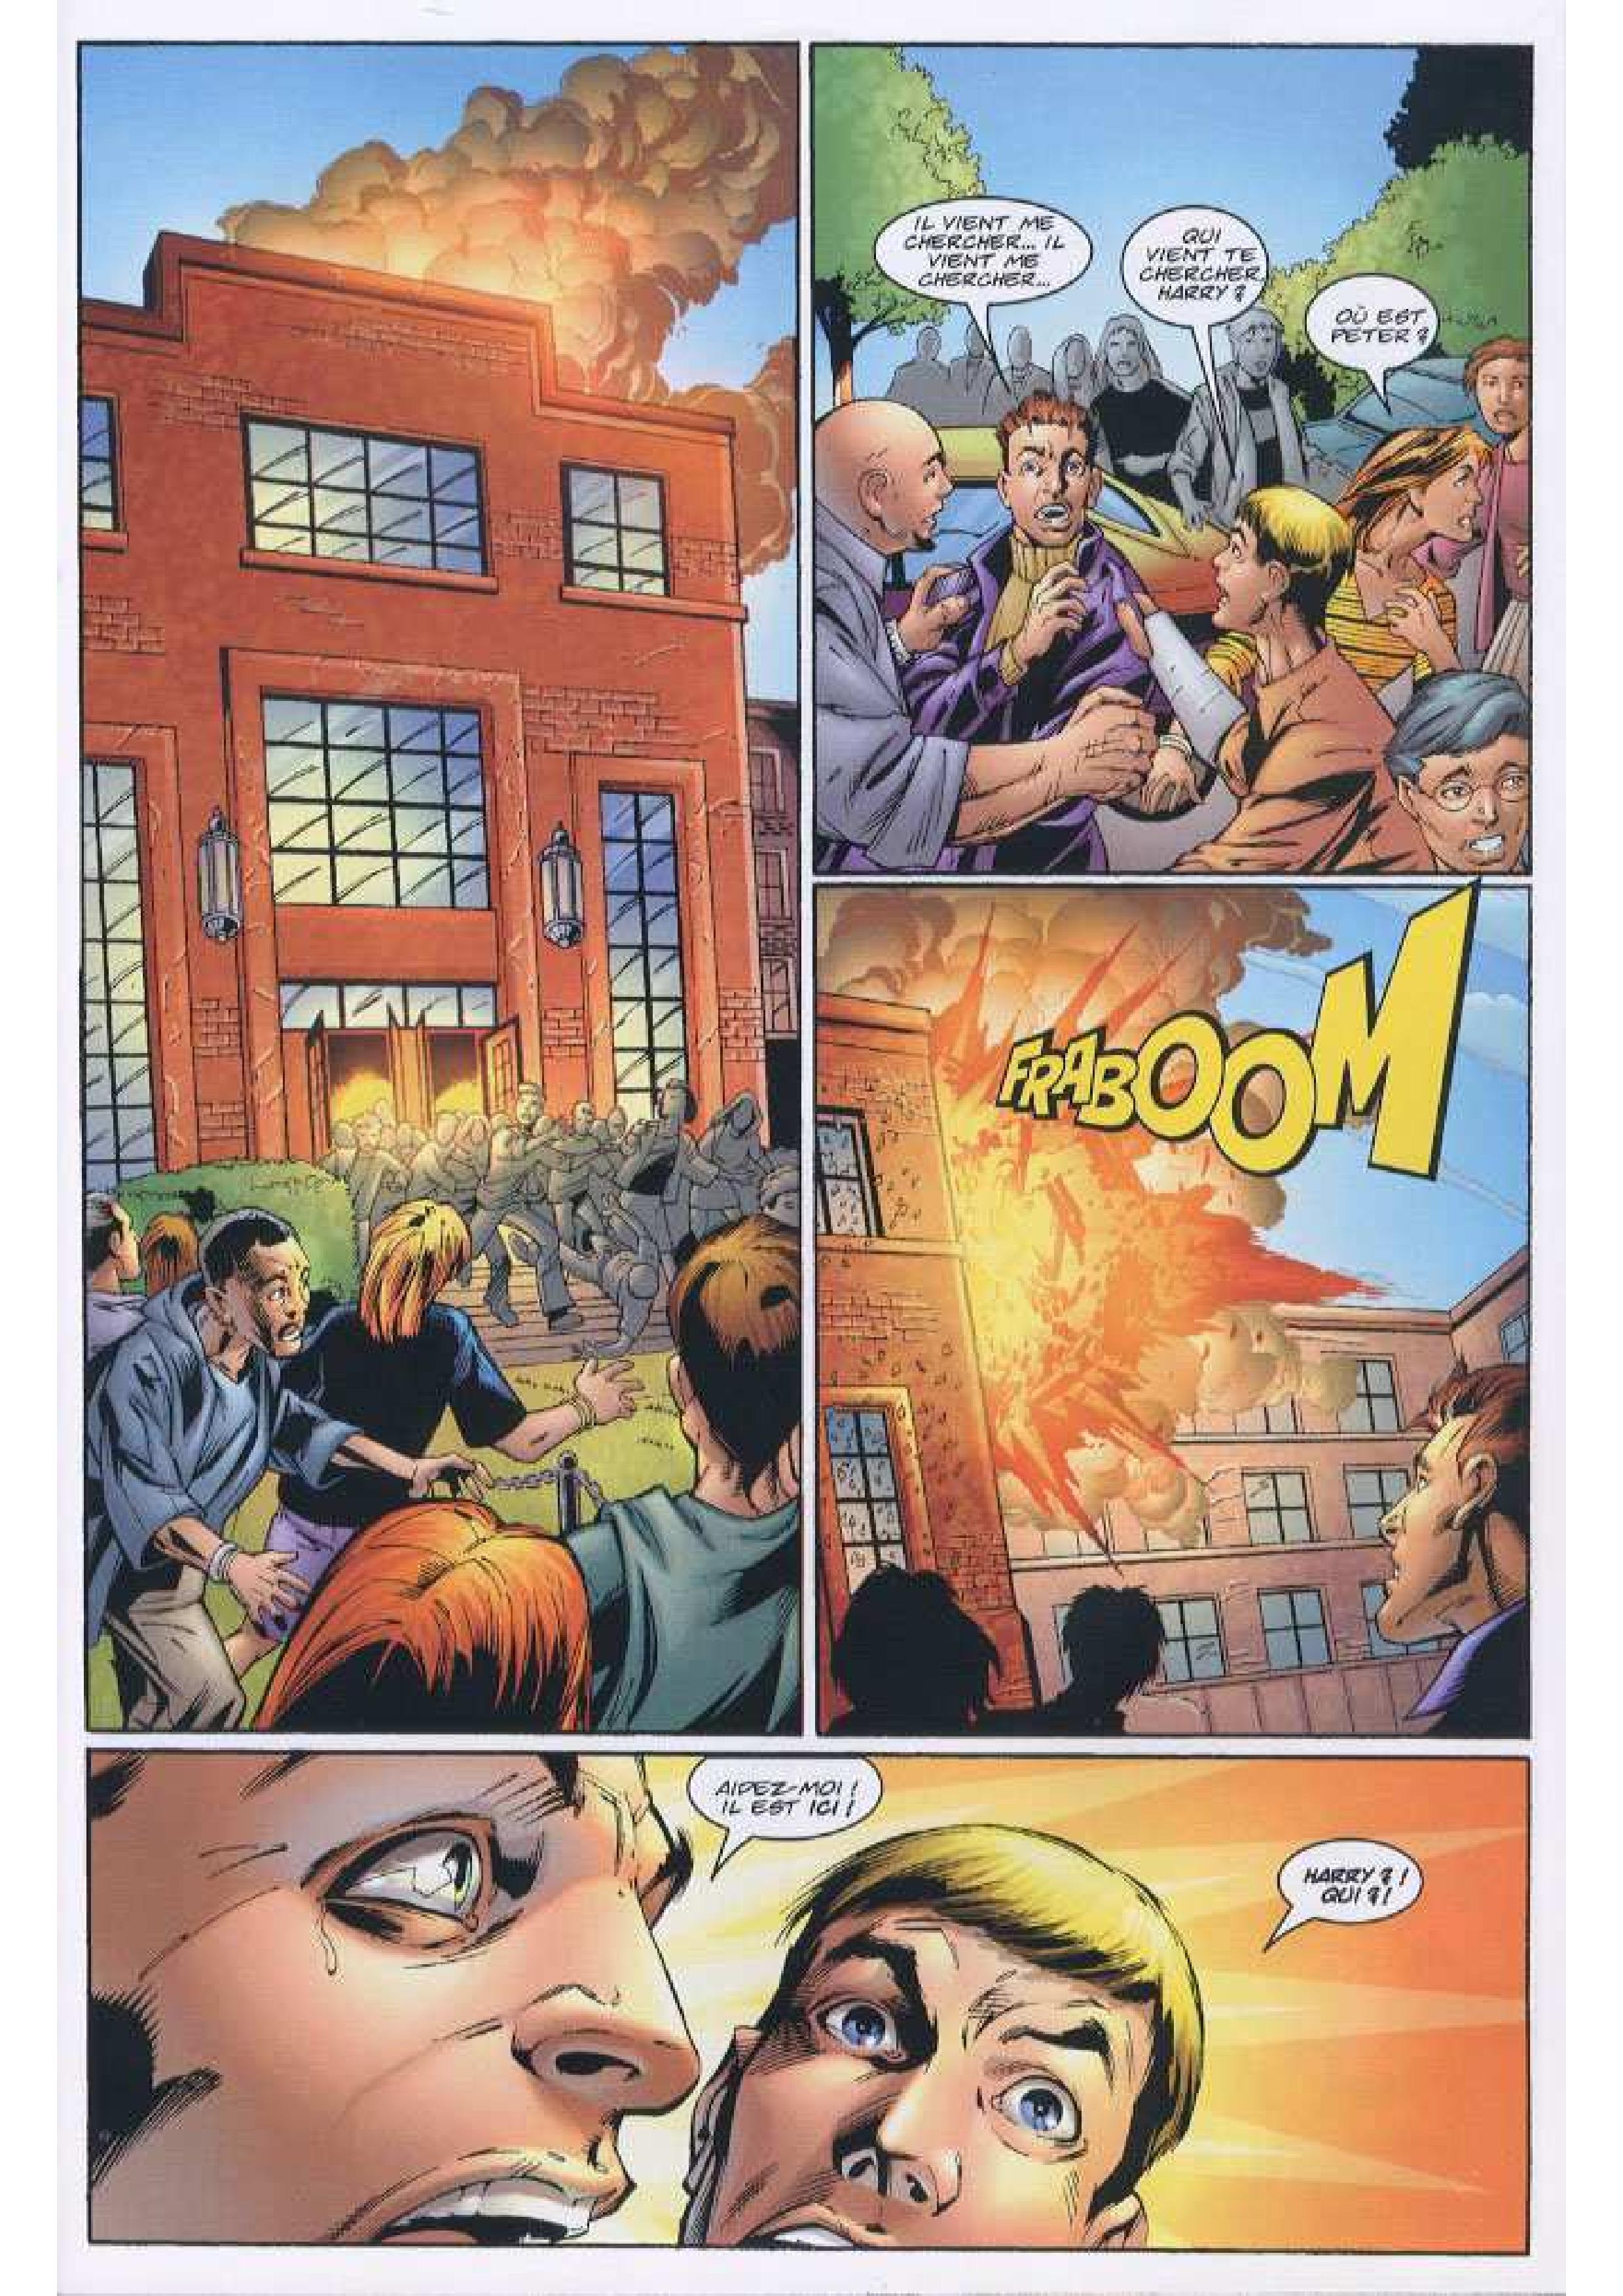 IL VIENT ME
CHERCHER... IL
VIENT ME
CHERCHER...
QUI
VIENT TE
CHERCHER,
HARRY ?
OÙ EST
PETER ?
FRABOOM
AIDEZ-MOI !
IL EST ICI !
HARRY ? !
QUI ? !